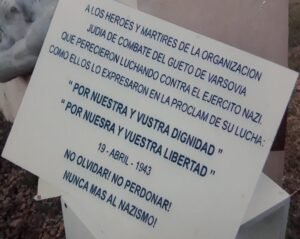 A LOS HEROES Y MARTIRES DE LA ORGANIZACION
JUDIA DE COMBATE DEL GUETO DE VARSOVIA
QUE PERECIERON LUCHANDO CONTRA EL EJERCITO NAZI.
COMO ELLOS LO EXPRESARON EN LA PROCLAM DE SU LUCHA:
" POR NUESTRA Y VUSTRA DIGNIDAD "
" POR NUESRA Y VUESTRA LIBERTAD "
19 - ABRIL - 1943
NO OLVIDAR! NO PERDONAR!
NUNCA MAS AL NAZISMO!